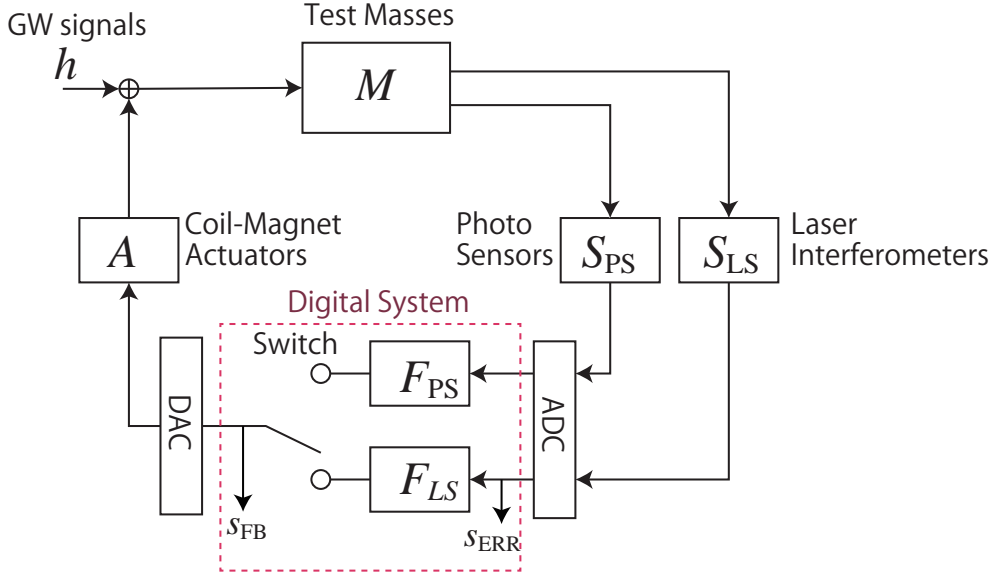 Test Masses
GW signals
h
M
Coil-Magnet
Actuators
A
Photo
Sensors
S_PS
S_LS
Laser
Interferometers
Digital System
Switch
F_PS
ADC
DAC
F_LS
s_FB
s_ERR